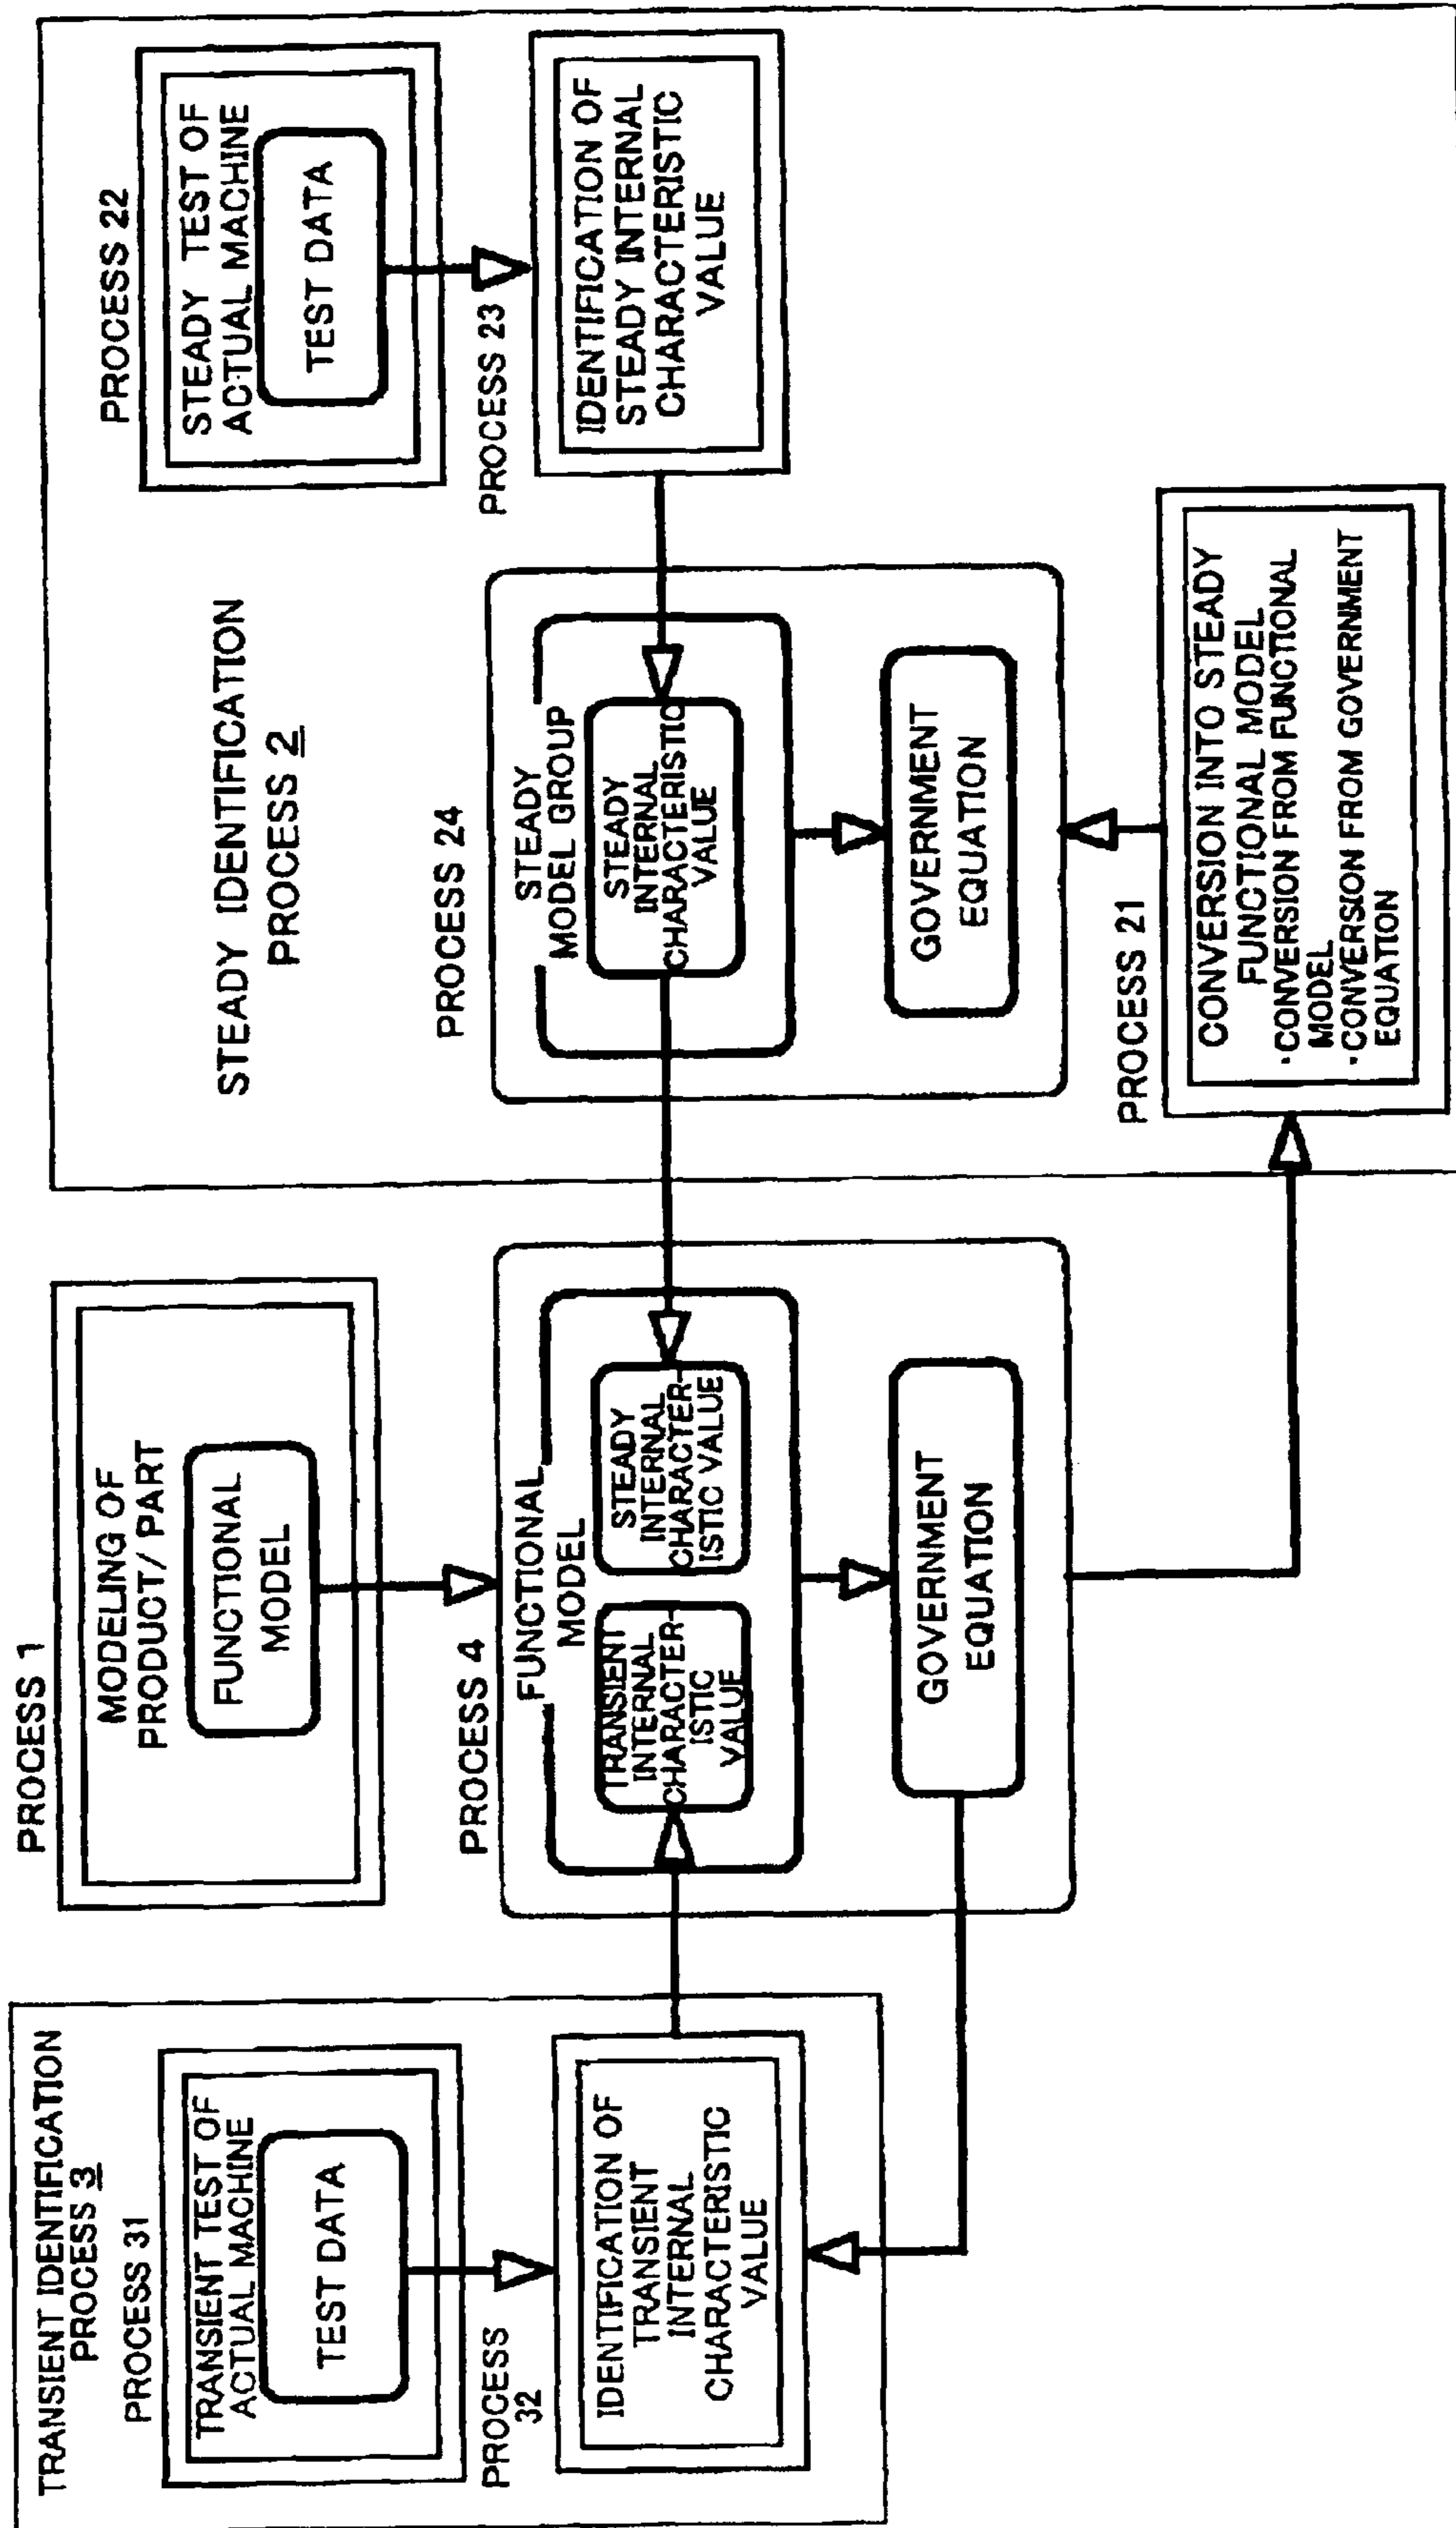 TRANSIENT IDENTIFICATION
PROCESS 3
PROCESS 31
TRANSIENT TEST OF
ACTUAL MACHINE
TEST DATA
PROCESS
32
IDENTIFICATION OF
TRANSIENT
INTERNAL
CHARACTERISTIC
VALUE
PROCESS 1
MODELING OF
PRODUCT/ PART
FUNCTIONAL
MODEL
PROCESS 4
FUNCTIONAL
MODEL
TRANSIENT
INTERNAL
CHARACTER-
ISTIC
VALUE
STEADY
INTERNAL
CHARACTER-
ISTIC VALUE
GOVERNMENT
EQUATION
STEADY IDENTIFICATION
PROCESS 2
PROCESS 22
STEADY TEST OF
ACTUAL MACHINE
TEST DATA
PROCESS 23
IDENTIFICATION OF
STEADY INTERNAL
CHARACTERISTIC
VALUE
PROCESS 24
STEADY
MODEL GROUP
STEADY
INTERNAL
CHARACTERISTIC
VALUE
GOVERNMENT
EQUATION
PROCESS 21
CONVERSION INTO STEADY
FUNCTIONAL MODEL
·CONVERSION FROM FUNCTIONAL
MODEL
·CONVERSION FROM GOVERNMENT
EQUATION